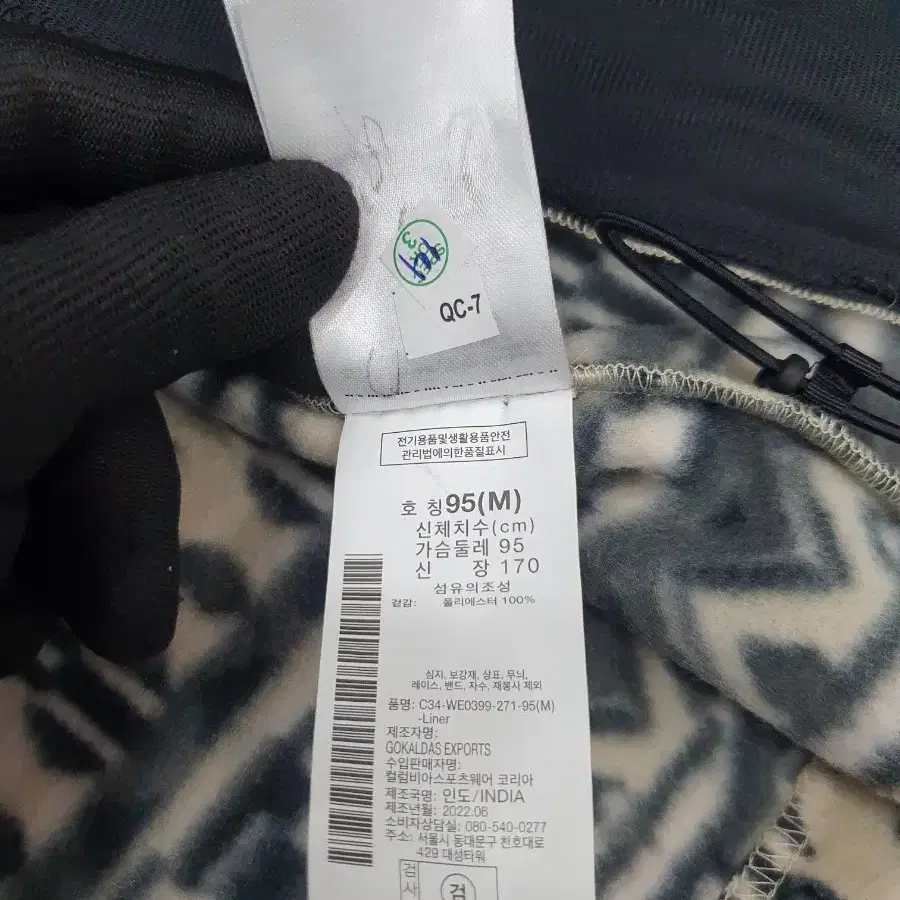 QC-7
전기용품및생활용품안전
관리법에의한품질표시
호 칭 95(M)
신체치수(cm)
가슴둘레 95
신 장 170
섬유의조성
겉감: 폴리에스터 100%
심지, 보강재, 상표, 무늬,
레이스, 밴드, 자수, 재봉사 제외
품명: C34-WE0399-271-95(M)
-Liner
제조자명:
GOKALDAS EXPORTS
수입판매자명:
컬럼비아스포츠웨어 코리아
제조국명: 인도/INDIA
제조년월: 2022.06
소비자상담실: 080-540-0277
주소: 서울시 동대문구 천호대로
429 대성타워
검
사
검